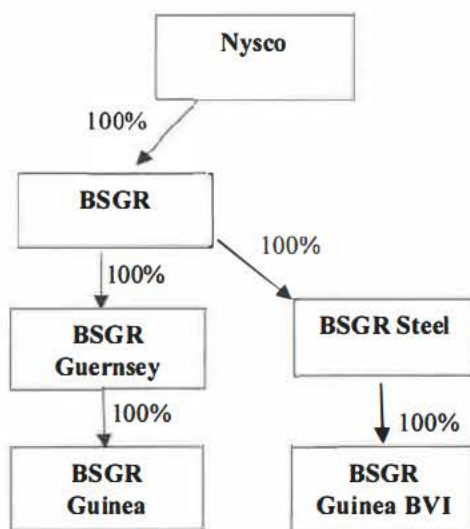 Nysco
100%
BSGR
100%
100%
BSGR
Guernsey
BSGR Steel
100%
100%
BSGR
Guinea
BSGR
Guinea BVI